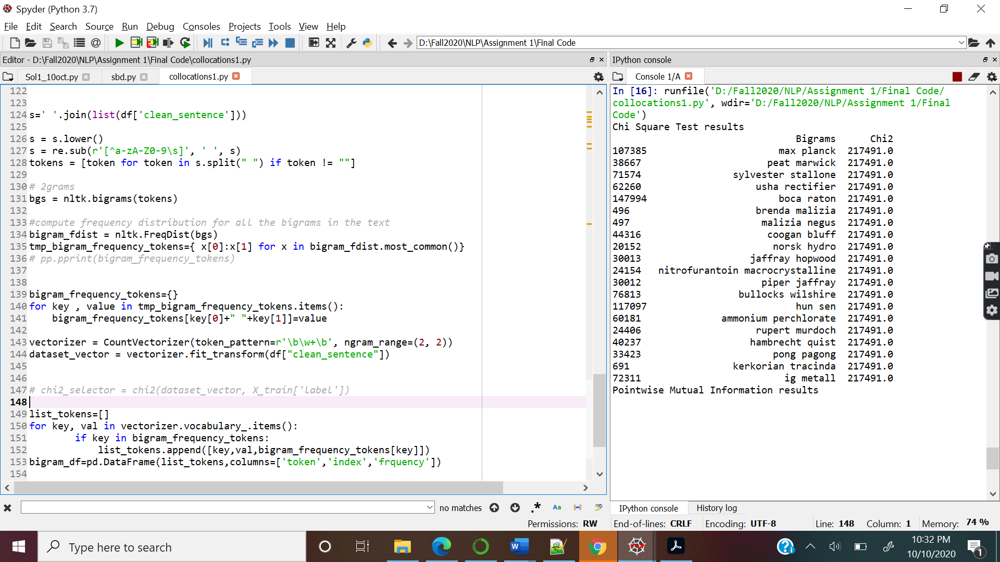 Spyder (Python 3.7)
File Edit Search Source Run Debug Consoles Projects Tools View Help
D:\Fall2020\NLP\Assignment 1\Final Code
Editor - D:\Fall2020\NLP\Assignment 1\Final Code\collocations1.py
Sol1_10oct.py sbd.py collocations1.py
122
123
124 s=' '.join(list(df['clean_sentence']))
125
126 s = s.lower()
127 s = re.sub(r'[^a-zA-Z0-9\s]', ' ', s)
128 tokens = [token for token in s.split(" ") if token != ""]
129
130 # 2grams
131 bgs = nltk.bigrams(tokens)
132
133 #compute frequency distribution for all the bigrams in the text
134 bigram_fdist = nltk.FreqDist(bgs)
135 tmp_bigram_frequency_tokens={ x[0]:x[1] for x in bigram_fdist.most_common()}
136 # pp.pprint(bigram_frequency_tokens)
137
138
139 bigram_frequency_tokens={}
140 for key , value in tmp_bigram_frequency_tokens.items():
141     bigram_frequency_tokens[key[0]+" "+key[1]]=value
142
143 vectorizer = CountVectorizer(token_pattern=r'\b\w+\b', ngram_range=(2, 2))
144 dataset_vector = vectorizer.fit_transform(df["clean_sentence"])
145
146
147 # chi2_selector = chi2(dataset_vector, X_train['label'])
148
149 list_tokens=[]
150 for key, val in vectorizer.vocabulary_.items():
151         if key in bigram_frequency_tokens:
152             list_tokens.append([key,val,bigram_frequency_tokens[key]])
153 bigram_df=pd.DataFrame(list_tokens,columns=['token','index','frquency'])
154
no matches
.* Aa
Permissions: RW
IPython console
Console 1/A
In [16]: runfile('D:/Fall2020/NLP/Assignment 1/Final Code/
collocations1.py', wdir='D:/Fall2020/NLP/Assignment 1/Final
Code')
Chi Square Test results
Bigrams Chi2
107385 max planck 217491.0
38667 peat marwick 217491.0
71574 sylvester stallone 217491.0
62260 usha rectifier 217491.0
147994 boca raton 217491.0
496 brenda malizia 217491.0
497 malizia negus 217491.0
44316 coogan bluff 217491.0
20152 norsk hydro 217491.0
30013 jaffray hopwood 217491.0
24154 nitrofurantoin macrocrystalline 217491.0
30012 piper jaffray 217491.0
76813 bullocks wilshire 217491.0
117097 hun sen 217491.0
60181 ammonium perchlorate 217491.0
24406 rupert murdoch 217491.0
40237 hambrecht quist 217491.0
33423 pong pagong 217491.0
691 kerkorian tracinda 217491.0
72311 ig metall 217491.0
Pointwise Mutual Information results
IPython console History log
End-of-lines: CRLF Encoding: UTF-8 Line: 148 Column: 1 Memory: 74 %
Type here to search
10:32 PM
10/10/2020
1